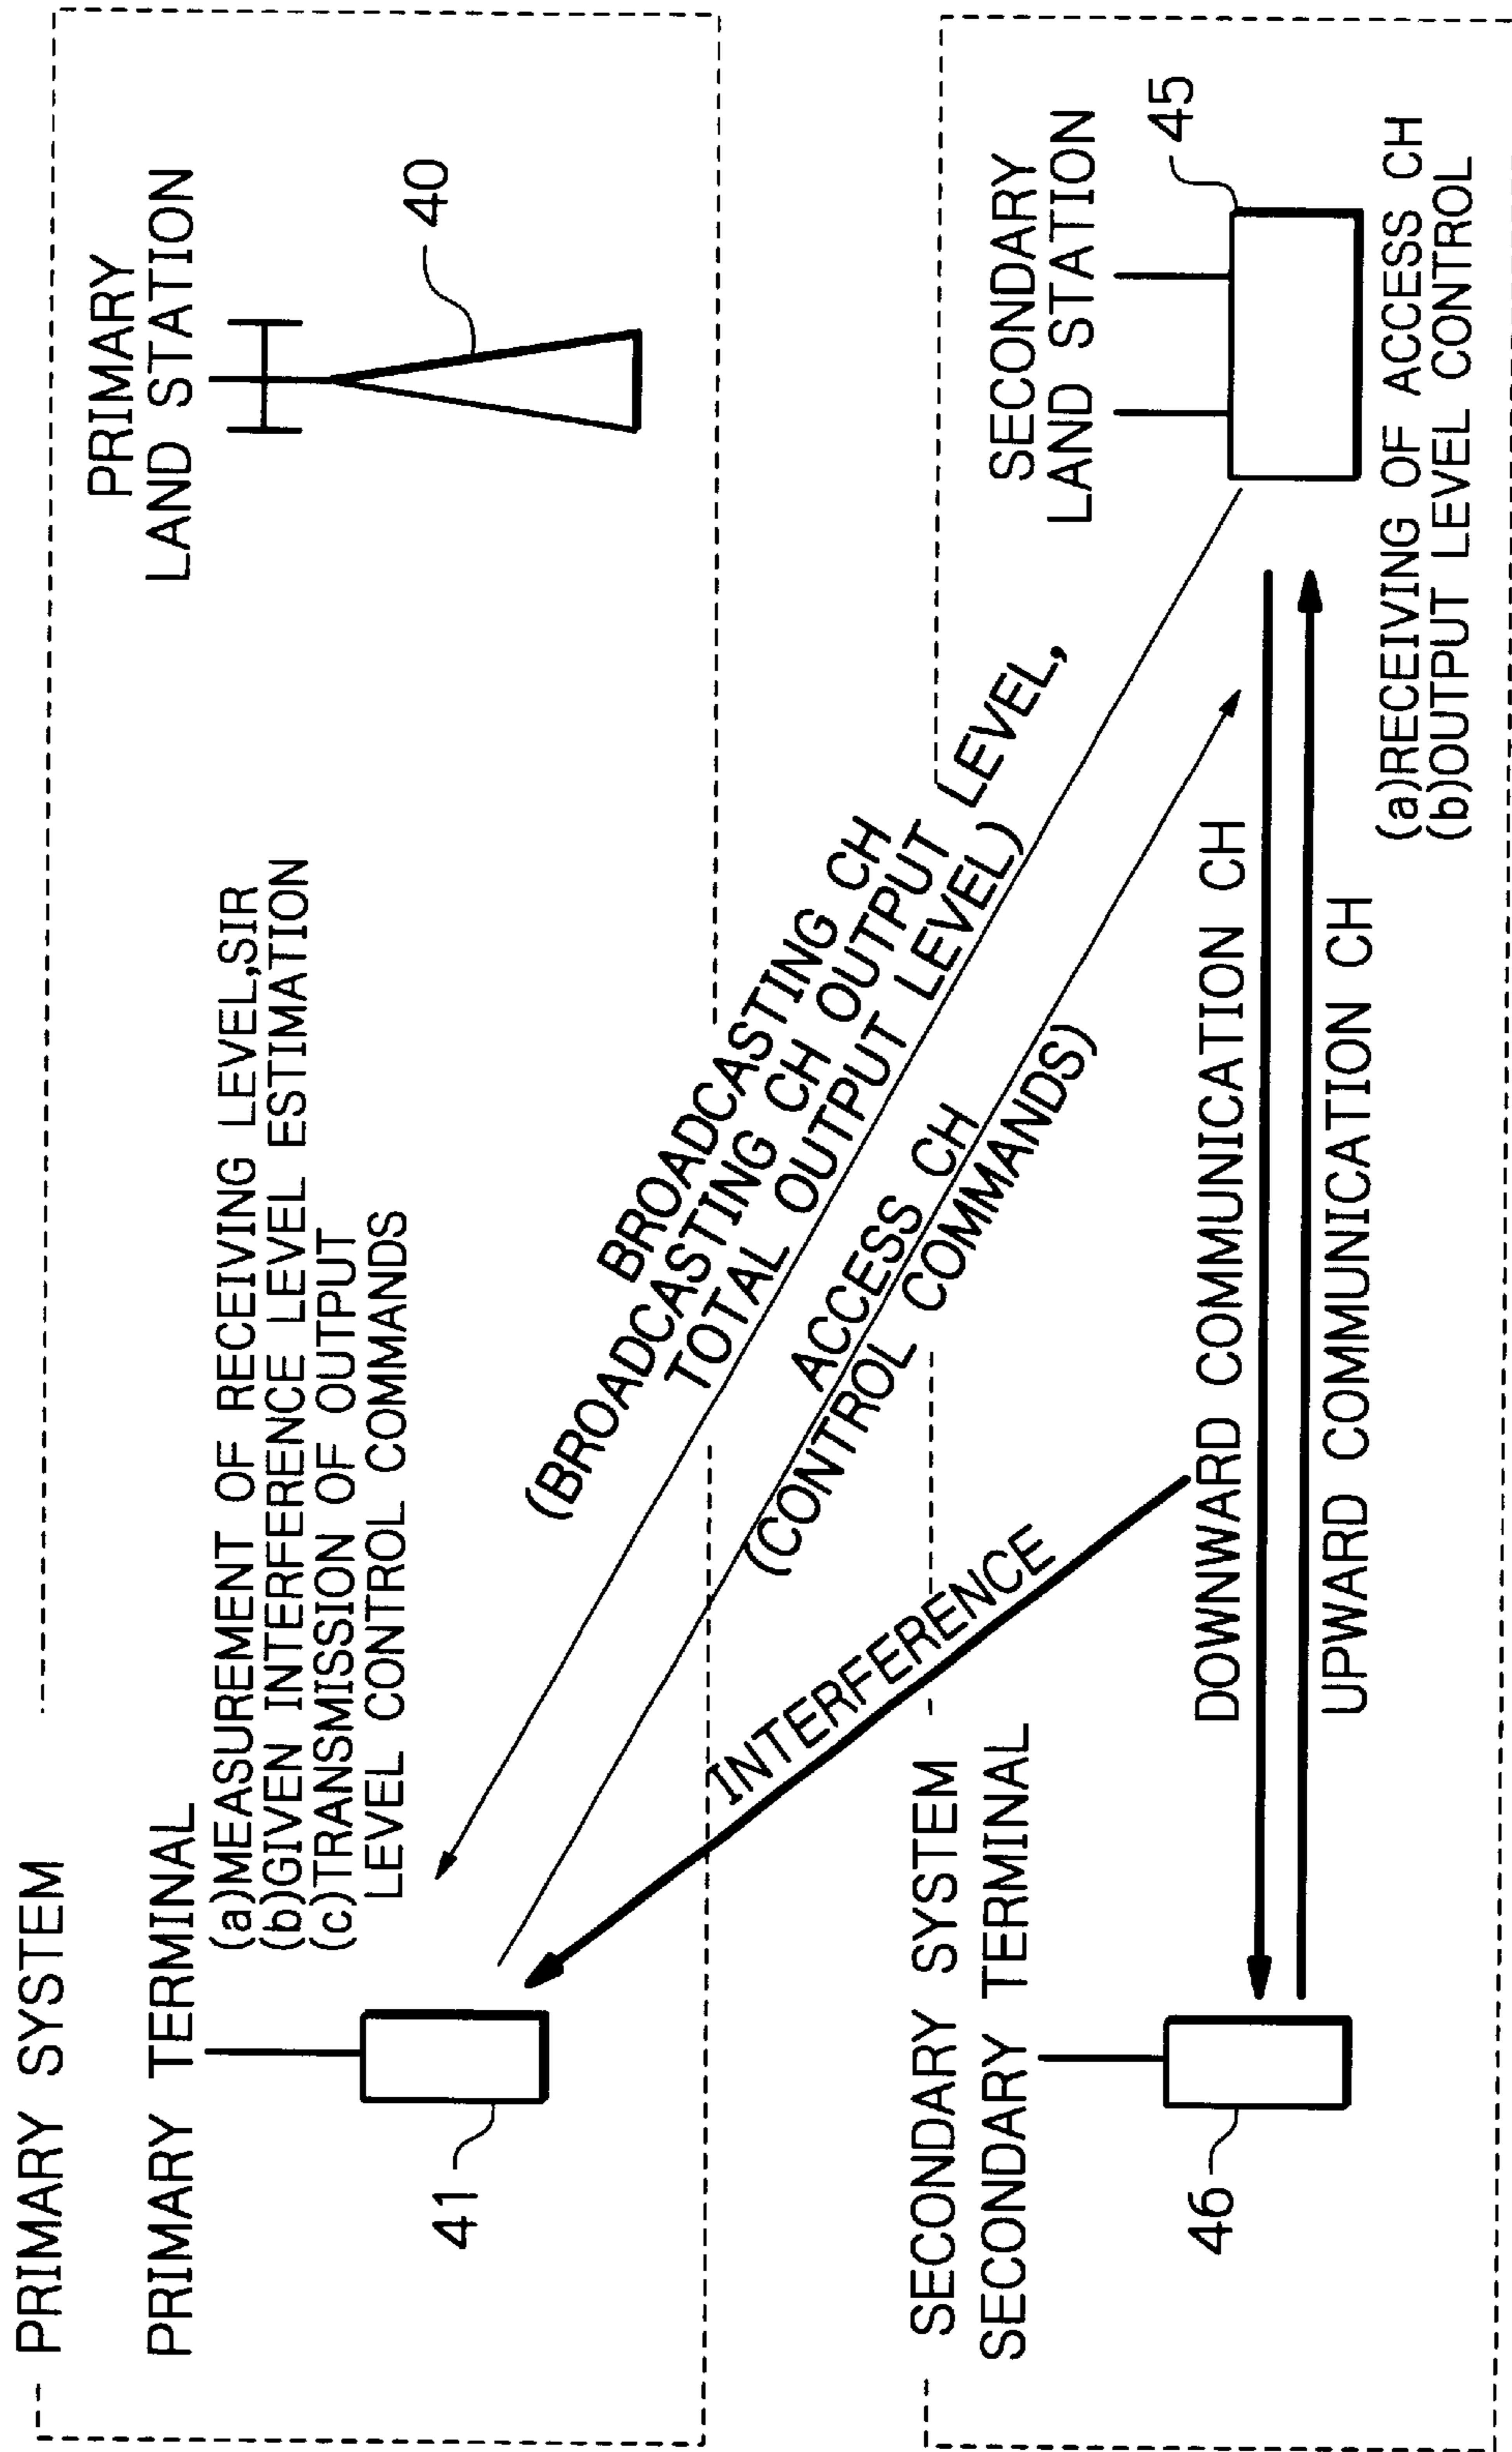 PRIMARY SYSTEM
PRIMARY TERMINAL
(a)MEASUREMENT OF RECEIVING LEVEL,SIR
(b)GIVEN INTERFERENCE LEVEL ESTIMATION
(c)TRANSMISSION OF OUTPUT
LEVEL CONTROL COMMANDS
41
PRIMARY
LAND STATION
40
BROADCASTING CH
(BROADCASTING CH OUTPUT LEVEL,
TOTAL OUTPUT LEVEL)
ACCESS CH
(CONTROL COMMANDS)
INTERFERENCE
SECONDARY SYSTEM
SECONDARY TERMINAL
46
DOWNWARD COMMUNICATION CH
UPWARD COMMUNICATION CH
SECONDARY
LAND STATION
45
(a)RECEIVING OF ACCESS CH
(b)OUTPUT LEVEL CONTROL